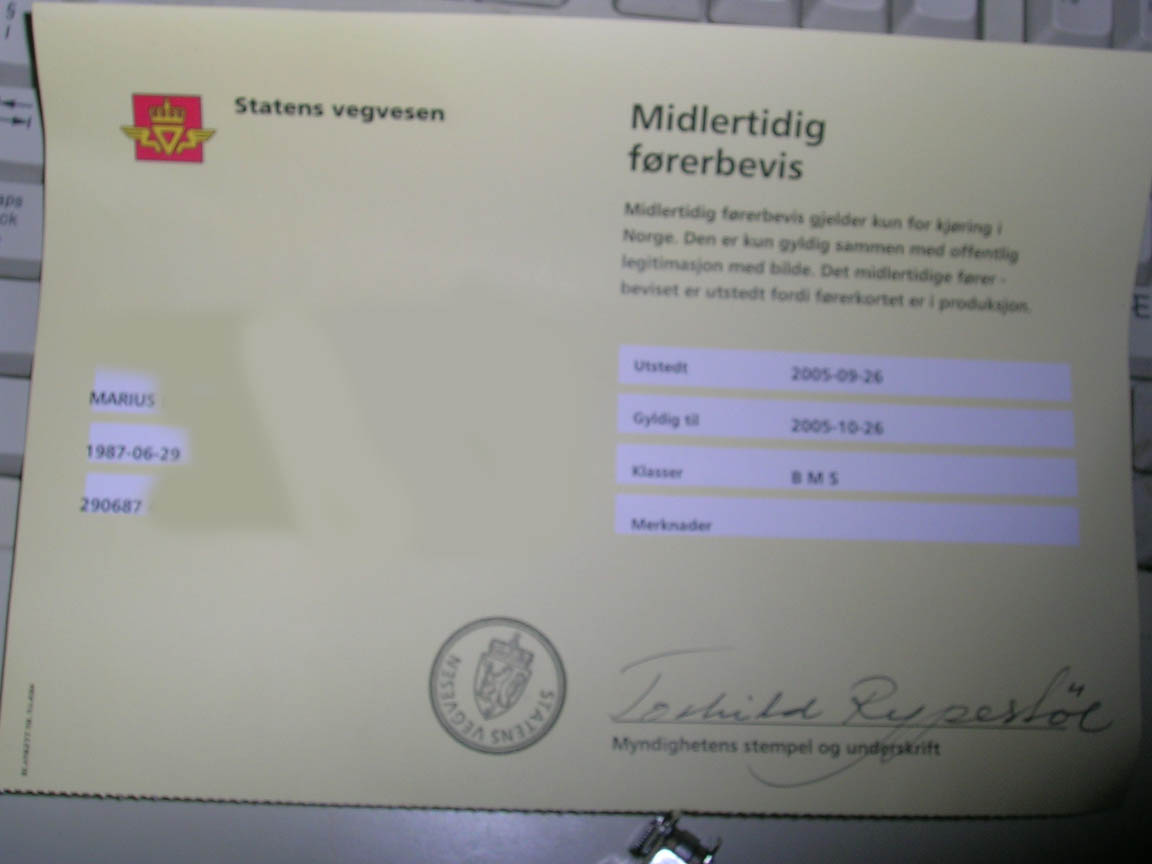 Statens vegvesen
Midlertidig
førerbevis
Midlertidig førerbevis gjelder kun for kjøring i
Norge. Den er kun gyldig sammen med offentlig
legitimasjon med bilde. Det midlertidige fører-
beviset er utstedt fordi førerkortet er i produksjon.
MARIUS
1987-06-29
290687
Utstedt 2005-09-26
Gyldig til 2005-10-26
Klasser B M S
Merknader
STATENS VEGVESEN
Torhild Rypestøl
Myndighetens stempel og underskrift